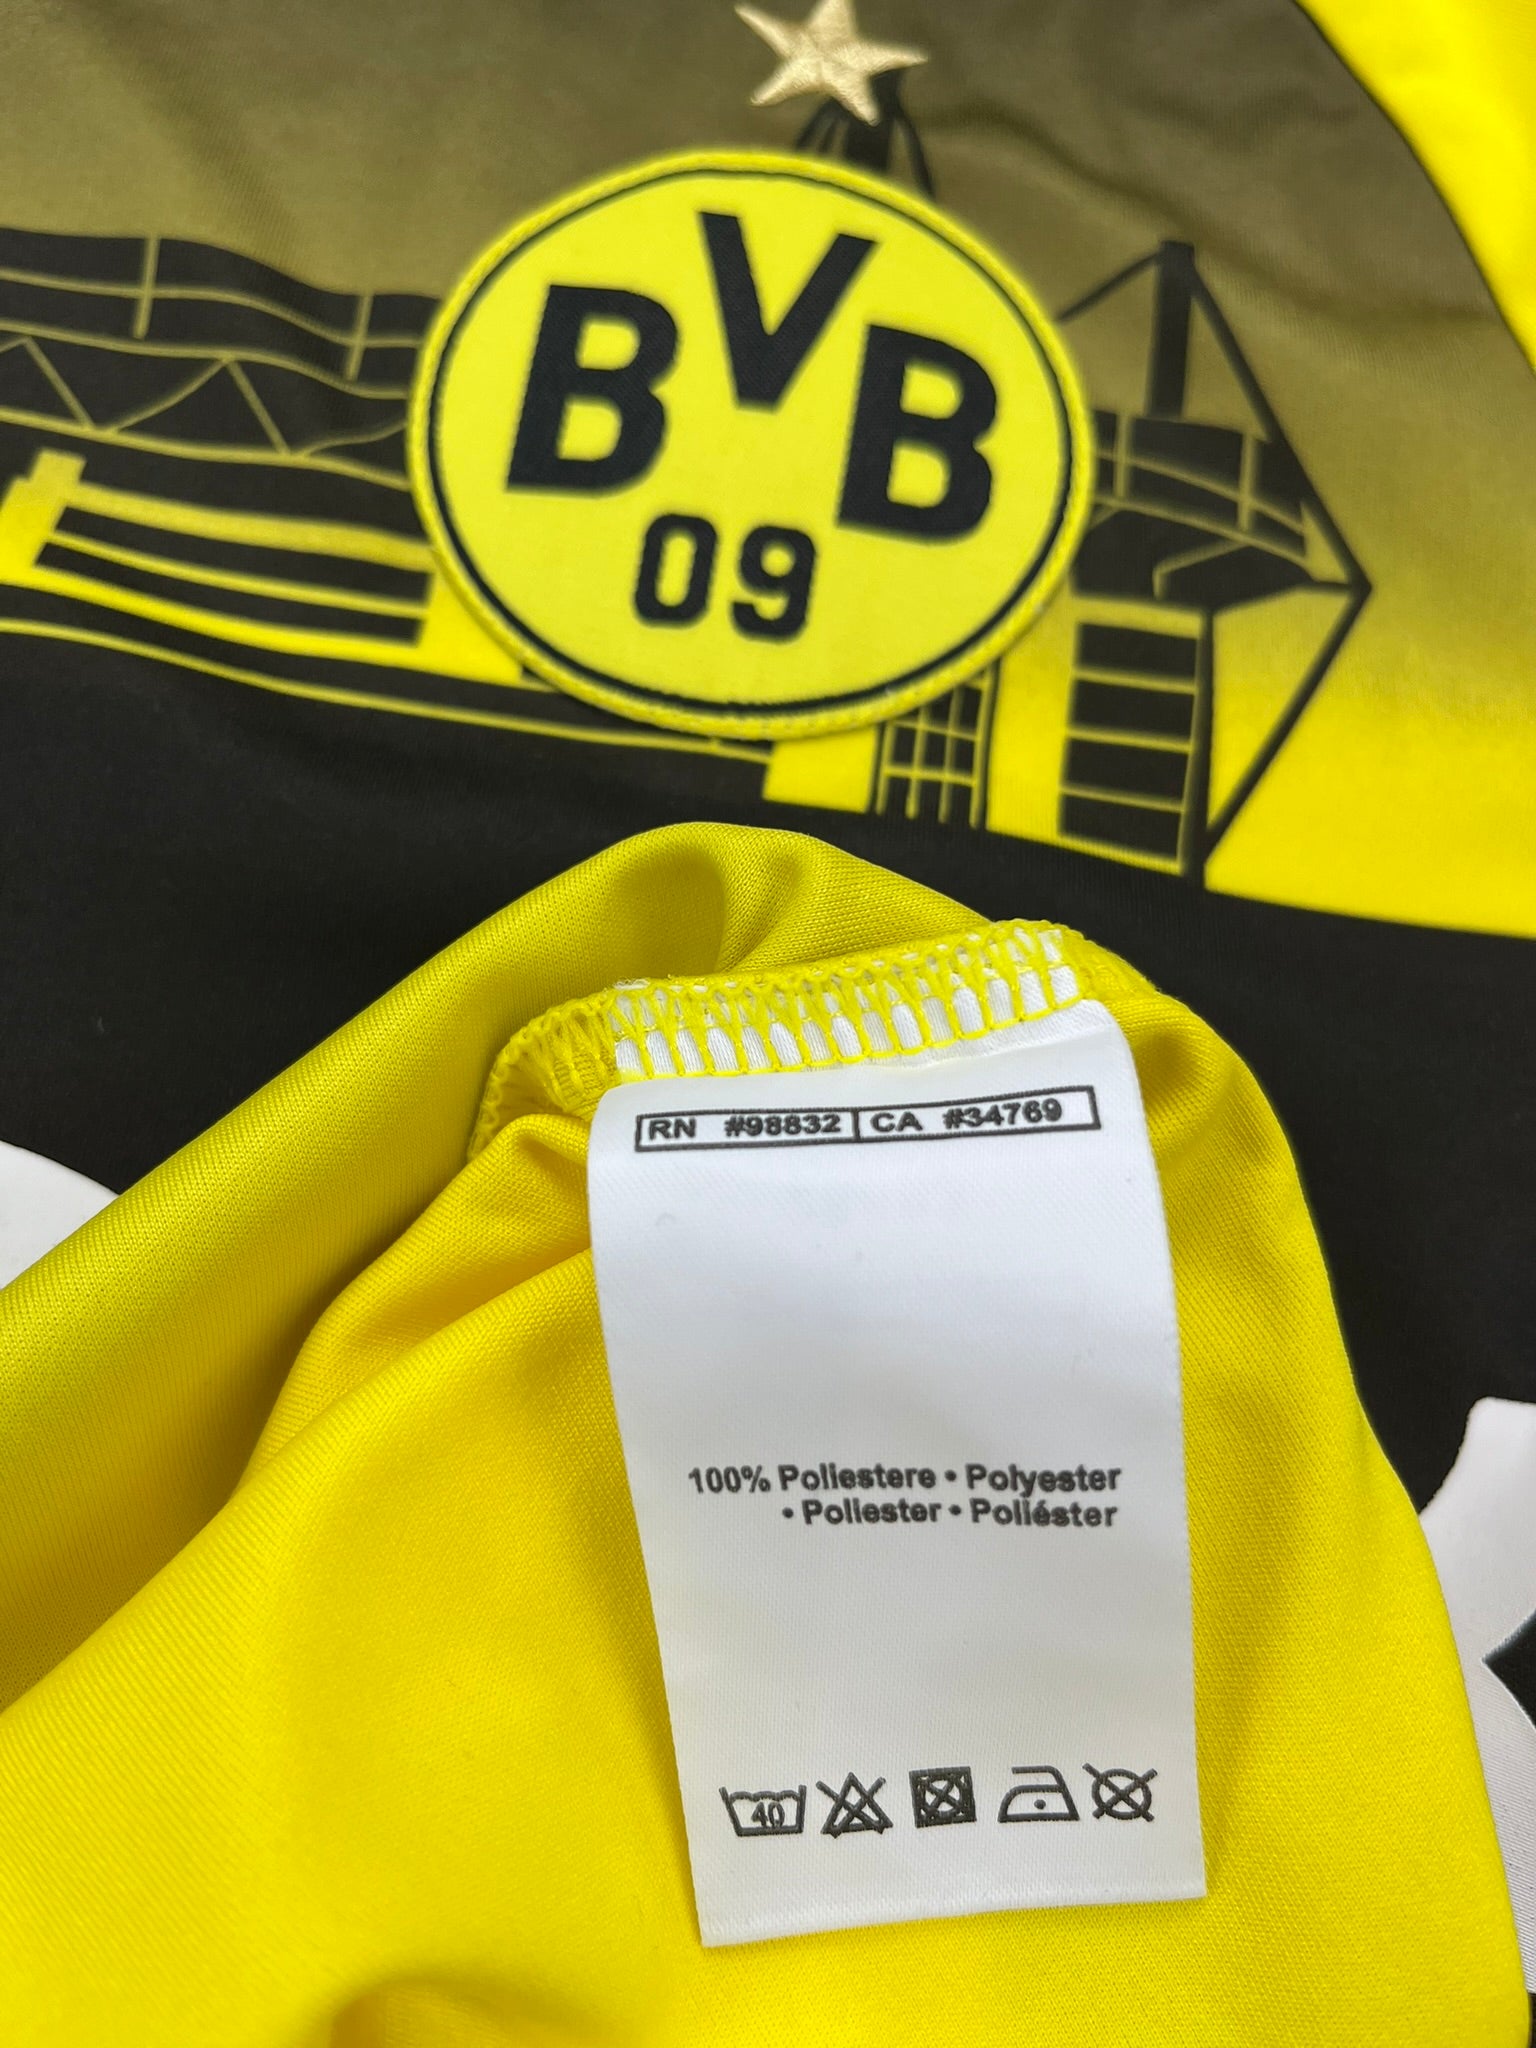 BVB
09
RN #98832 CA #34769
100% Poliestere • Polyester
• Poliester • Poliéster
40